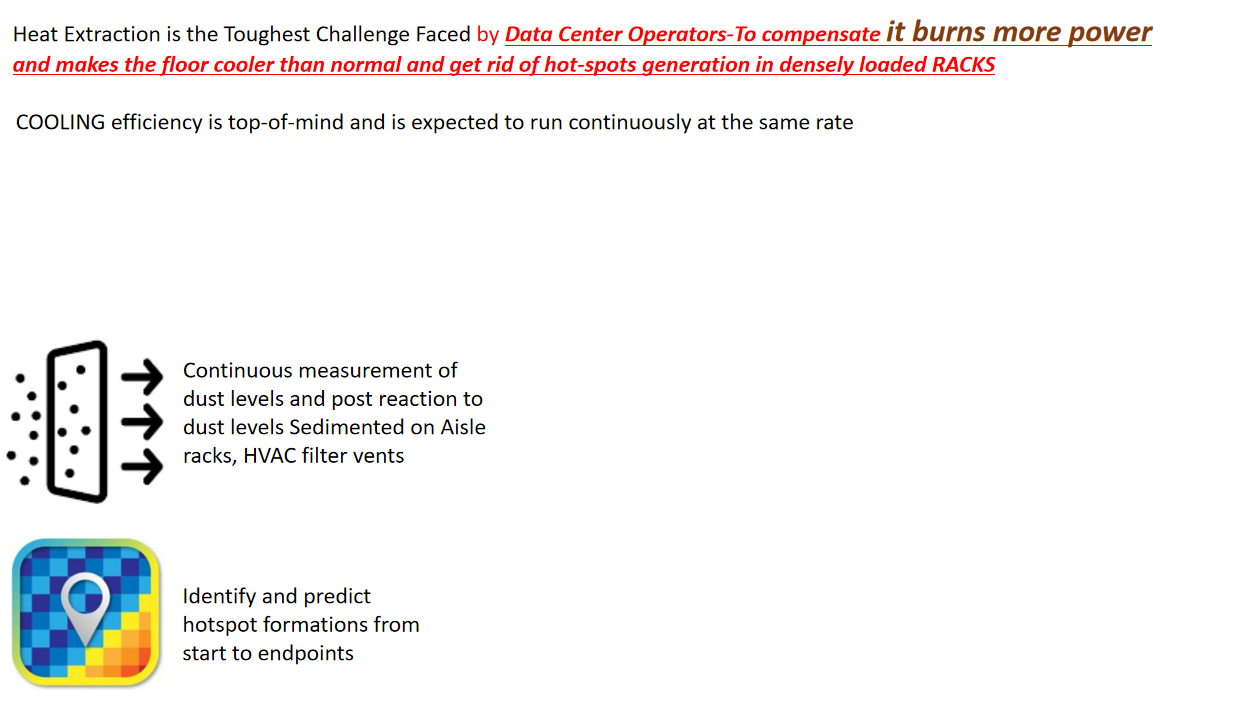 Heat Extraction is the Toughest Challenge Faced by Data Center Operators-To compensate it burns more power
and makes the floor cooler than normal and get rid of hot-spots generation in densely loaded RACKS
COOLING efficiency is top-of-mind and is expected to run continuously at the same rate
Continuous measurement of
dust levels and post reaction to
dust levels Sedimented on Aisle
racks, HVAC filter vents
Identify and predict
hotspot formations from
start to endpoints